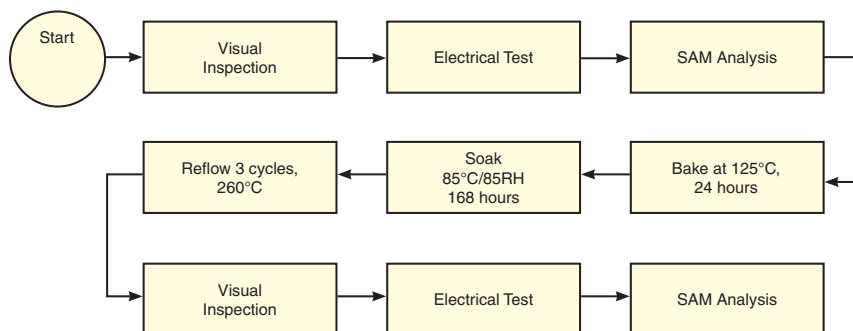 Start
Visual
Inspection
Electrical Test
SAM Analysis
Bake at 125°C,
24 hours
Soak
85°C/85RH
168 hours
Reflow 3 cycles,
260°C
Visual
Inspection
Electrical Test
SAM Analysis